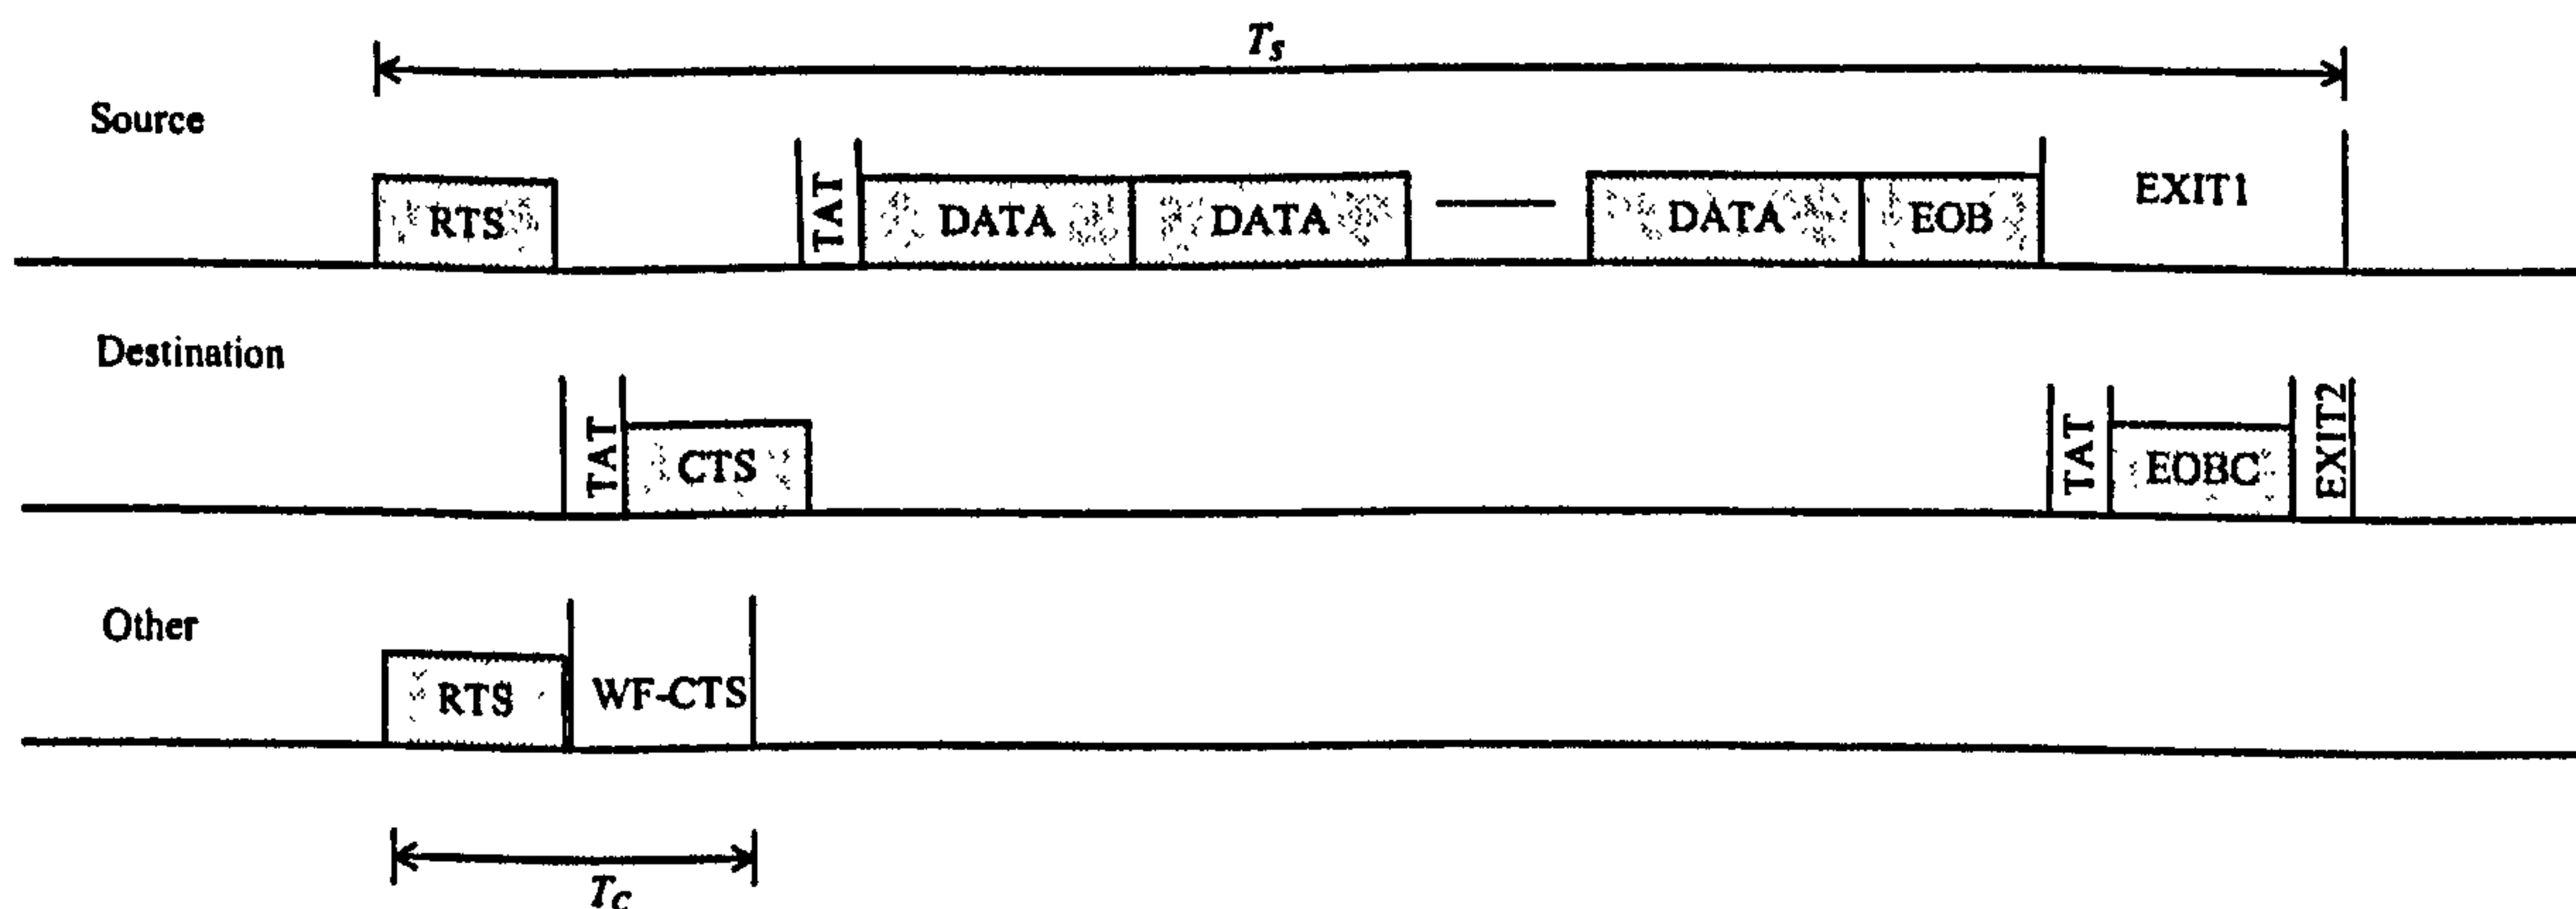 Ts
Source
RTS
TAT
DATA
DATA
DATA
EOB
EXIT1
Destination
TAT
CTS
TAT
EOBC
EXIT2
Other
RTS
WF-CTS
Tc